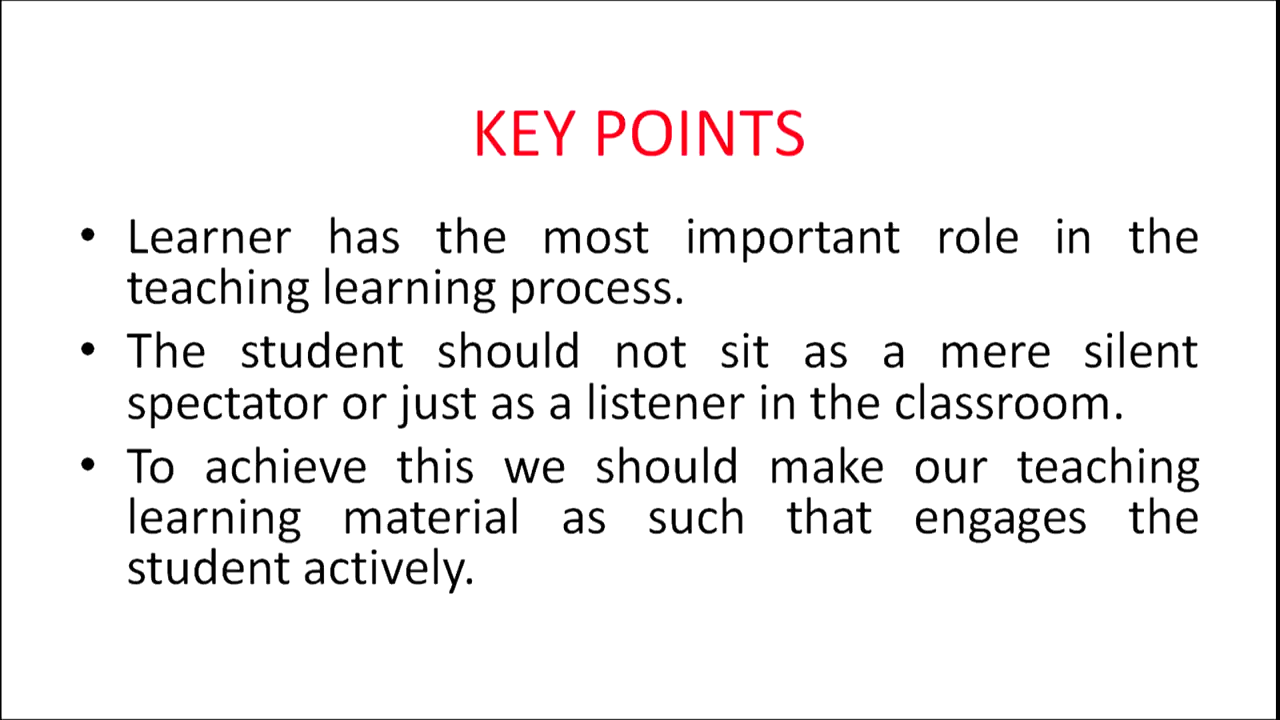 KEY POINTS
• Learner has the most important role in the
teaching learning process.
• The student should not sit as a mere silent
spectator or just as a listener in the classroom.
• To achieve this we should make our teaching
learning material as such that engages the
student actively.